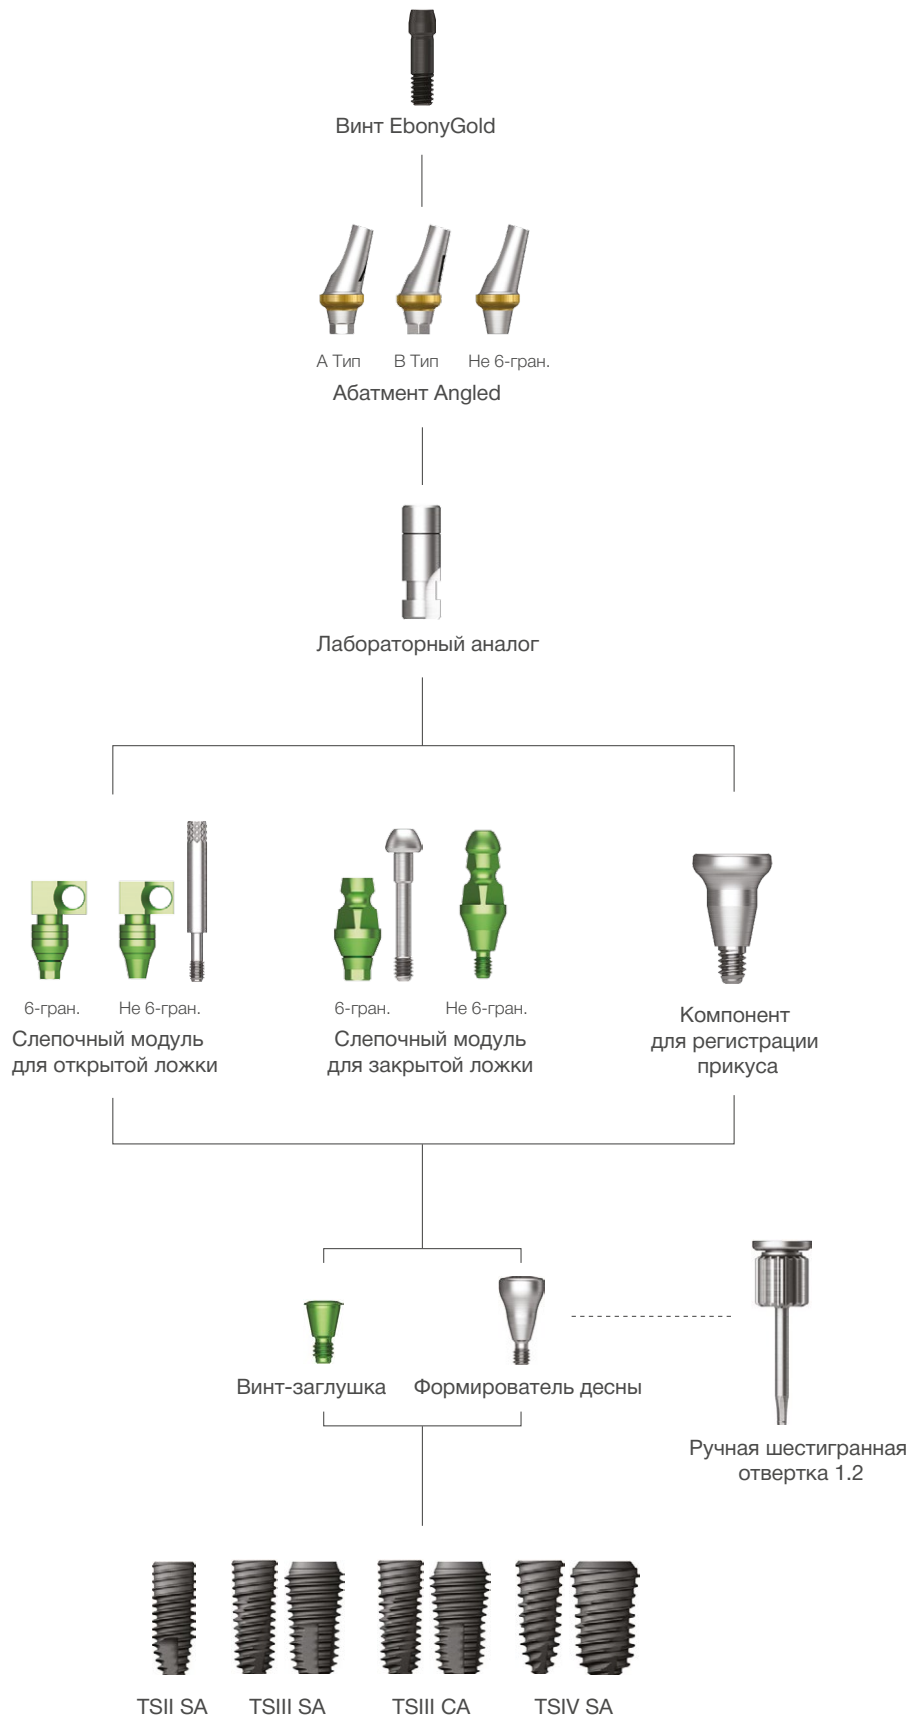 Винт EbonyGold
А Тип
В Тип
Не 6-гран.
Абатмент Angled
Лабораторный аналог
6-гран.
Не 6-гран.
Слепочный модуль
для открытой ложки
6-гран.
Не 6-гран.
Слепочный модуль
для закрытой ложки
Компонент
для регистрации
прикуса
Винт-заглушка
Формирователь десны
Ручная шестигранная
отвертка 1.2
TSII SA
TSIII SA
TSIII CA
TSIV SA